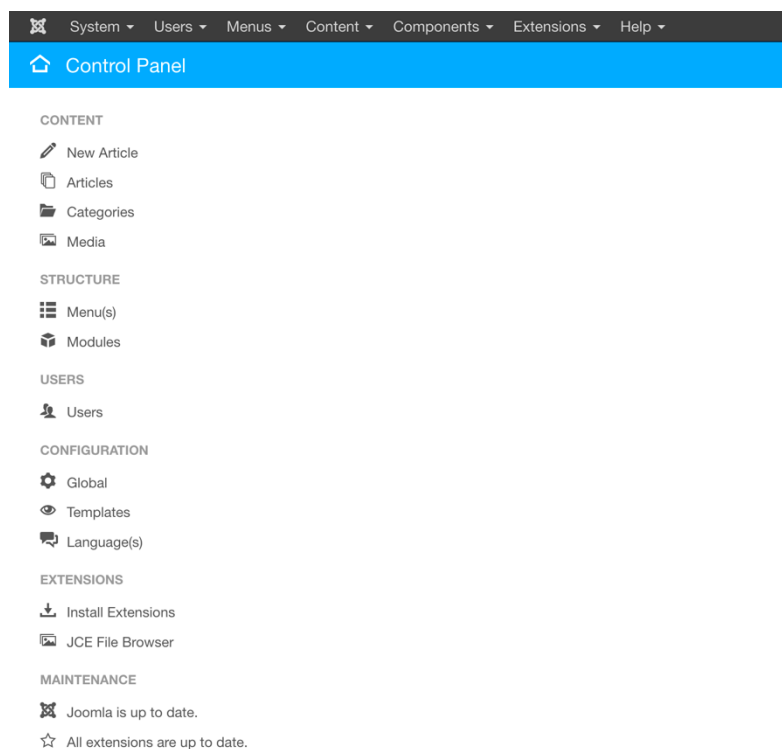 System Users Menus Content Components Extensions Help
Control Panel
CONTENT
New Article
Articles
Categories
Media
STRUCTURE
Menu(s)
Modules
USERS
Users
CONFIGURATION
Global
Templates
Language(s)
EXTENSIONS
Install Extensions
JCE File Browser
MAINTENANCE
Joomla is up to date.
All extensions are up to date.